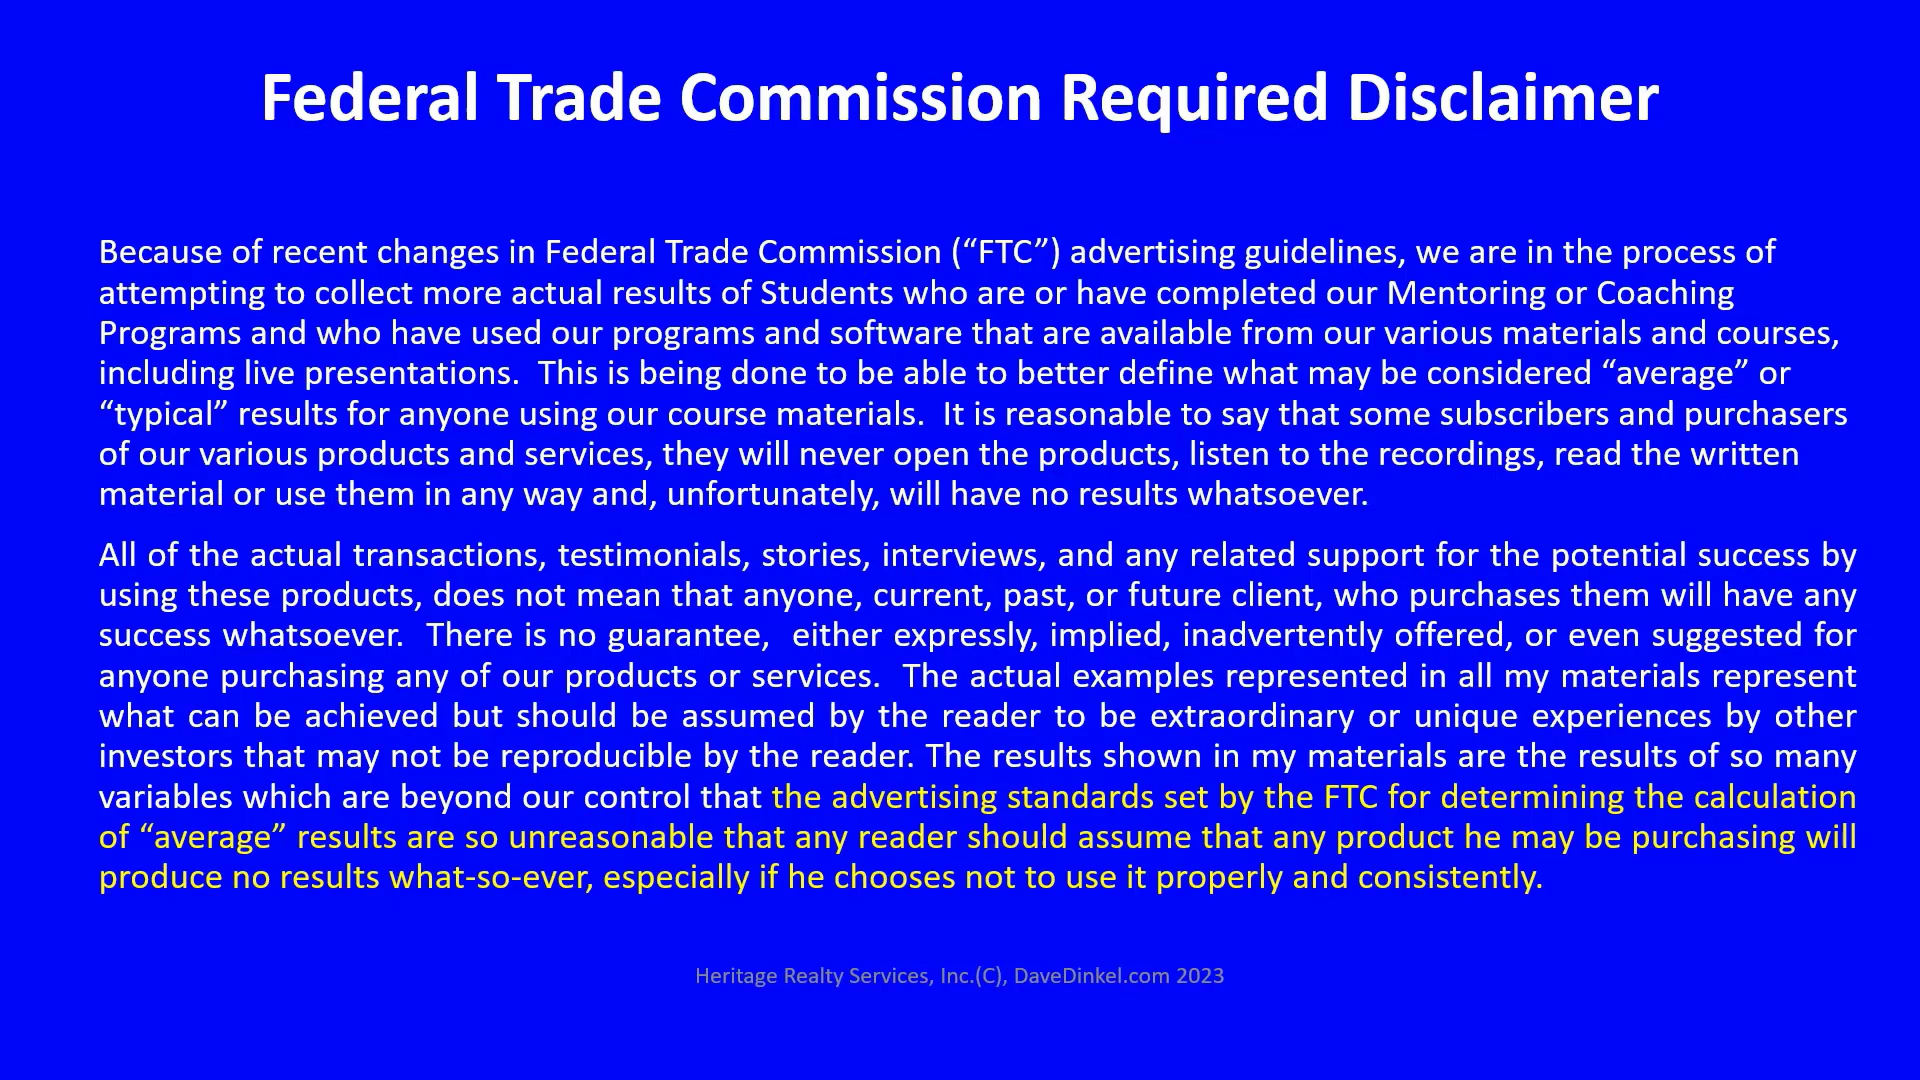 Federal Trade Commission Required Disclaimer
Because of recent changes in Federal Trade Commission (“FTC”) advertising guidelines, we are in the process of
attempting to collect more actual results of Students who are or have completed our Mentoring or Coaching
Programs and who have used our programs and software that are available from our various materials and courses,
including live presentations.  This is being done to be able to better define what may be considered “average” or
“typical” results for anyone using our course materials.  It is reasonable to say that some subscribers and purchasers
of our various products and services, they will never open the products, listen to the recordings, read the written
material or use them in any way and, unfortunately, will have no results whatsoever.
All of the actual transactions, testimonials, stories, interviews, and any related support for the potential success by
using these products, does not mean that anyone, current, past, or future client, who purchases them will have any
success whatsoever.  There is no guarantee,  either expressly, implied, inadvertently offered, or even suggested for
anyone purchasing any of our products or services.  The actual examples represented in all my materials represent
what can be achieved but should be assumed by the reader to be extraordinary or unique experiences by other
investors that may not be reproducible by the reader. The results shown in my materials are the results of so many
variables which are beyond our control that the advertising standards set by the FTC for determining the calculation
of “average” results are so unreasonable that any reader should assume that any product he may be purchasing will
produce no results what-so-ever, especially if he chooses not to use it properly and consistently.
Heritage Realty Services, Inc.(C), DaveDinkel.com 2023